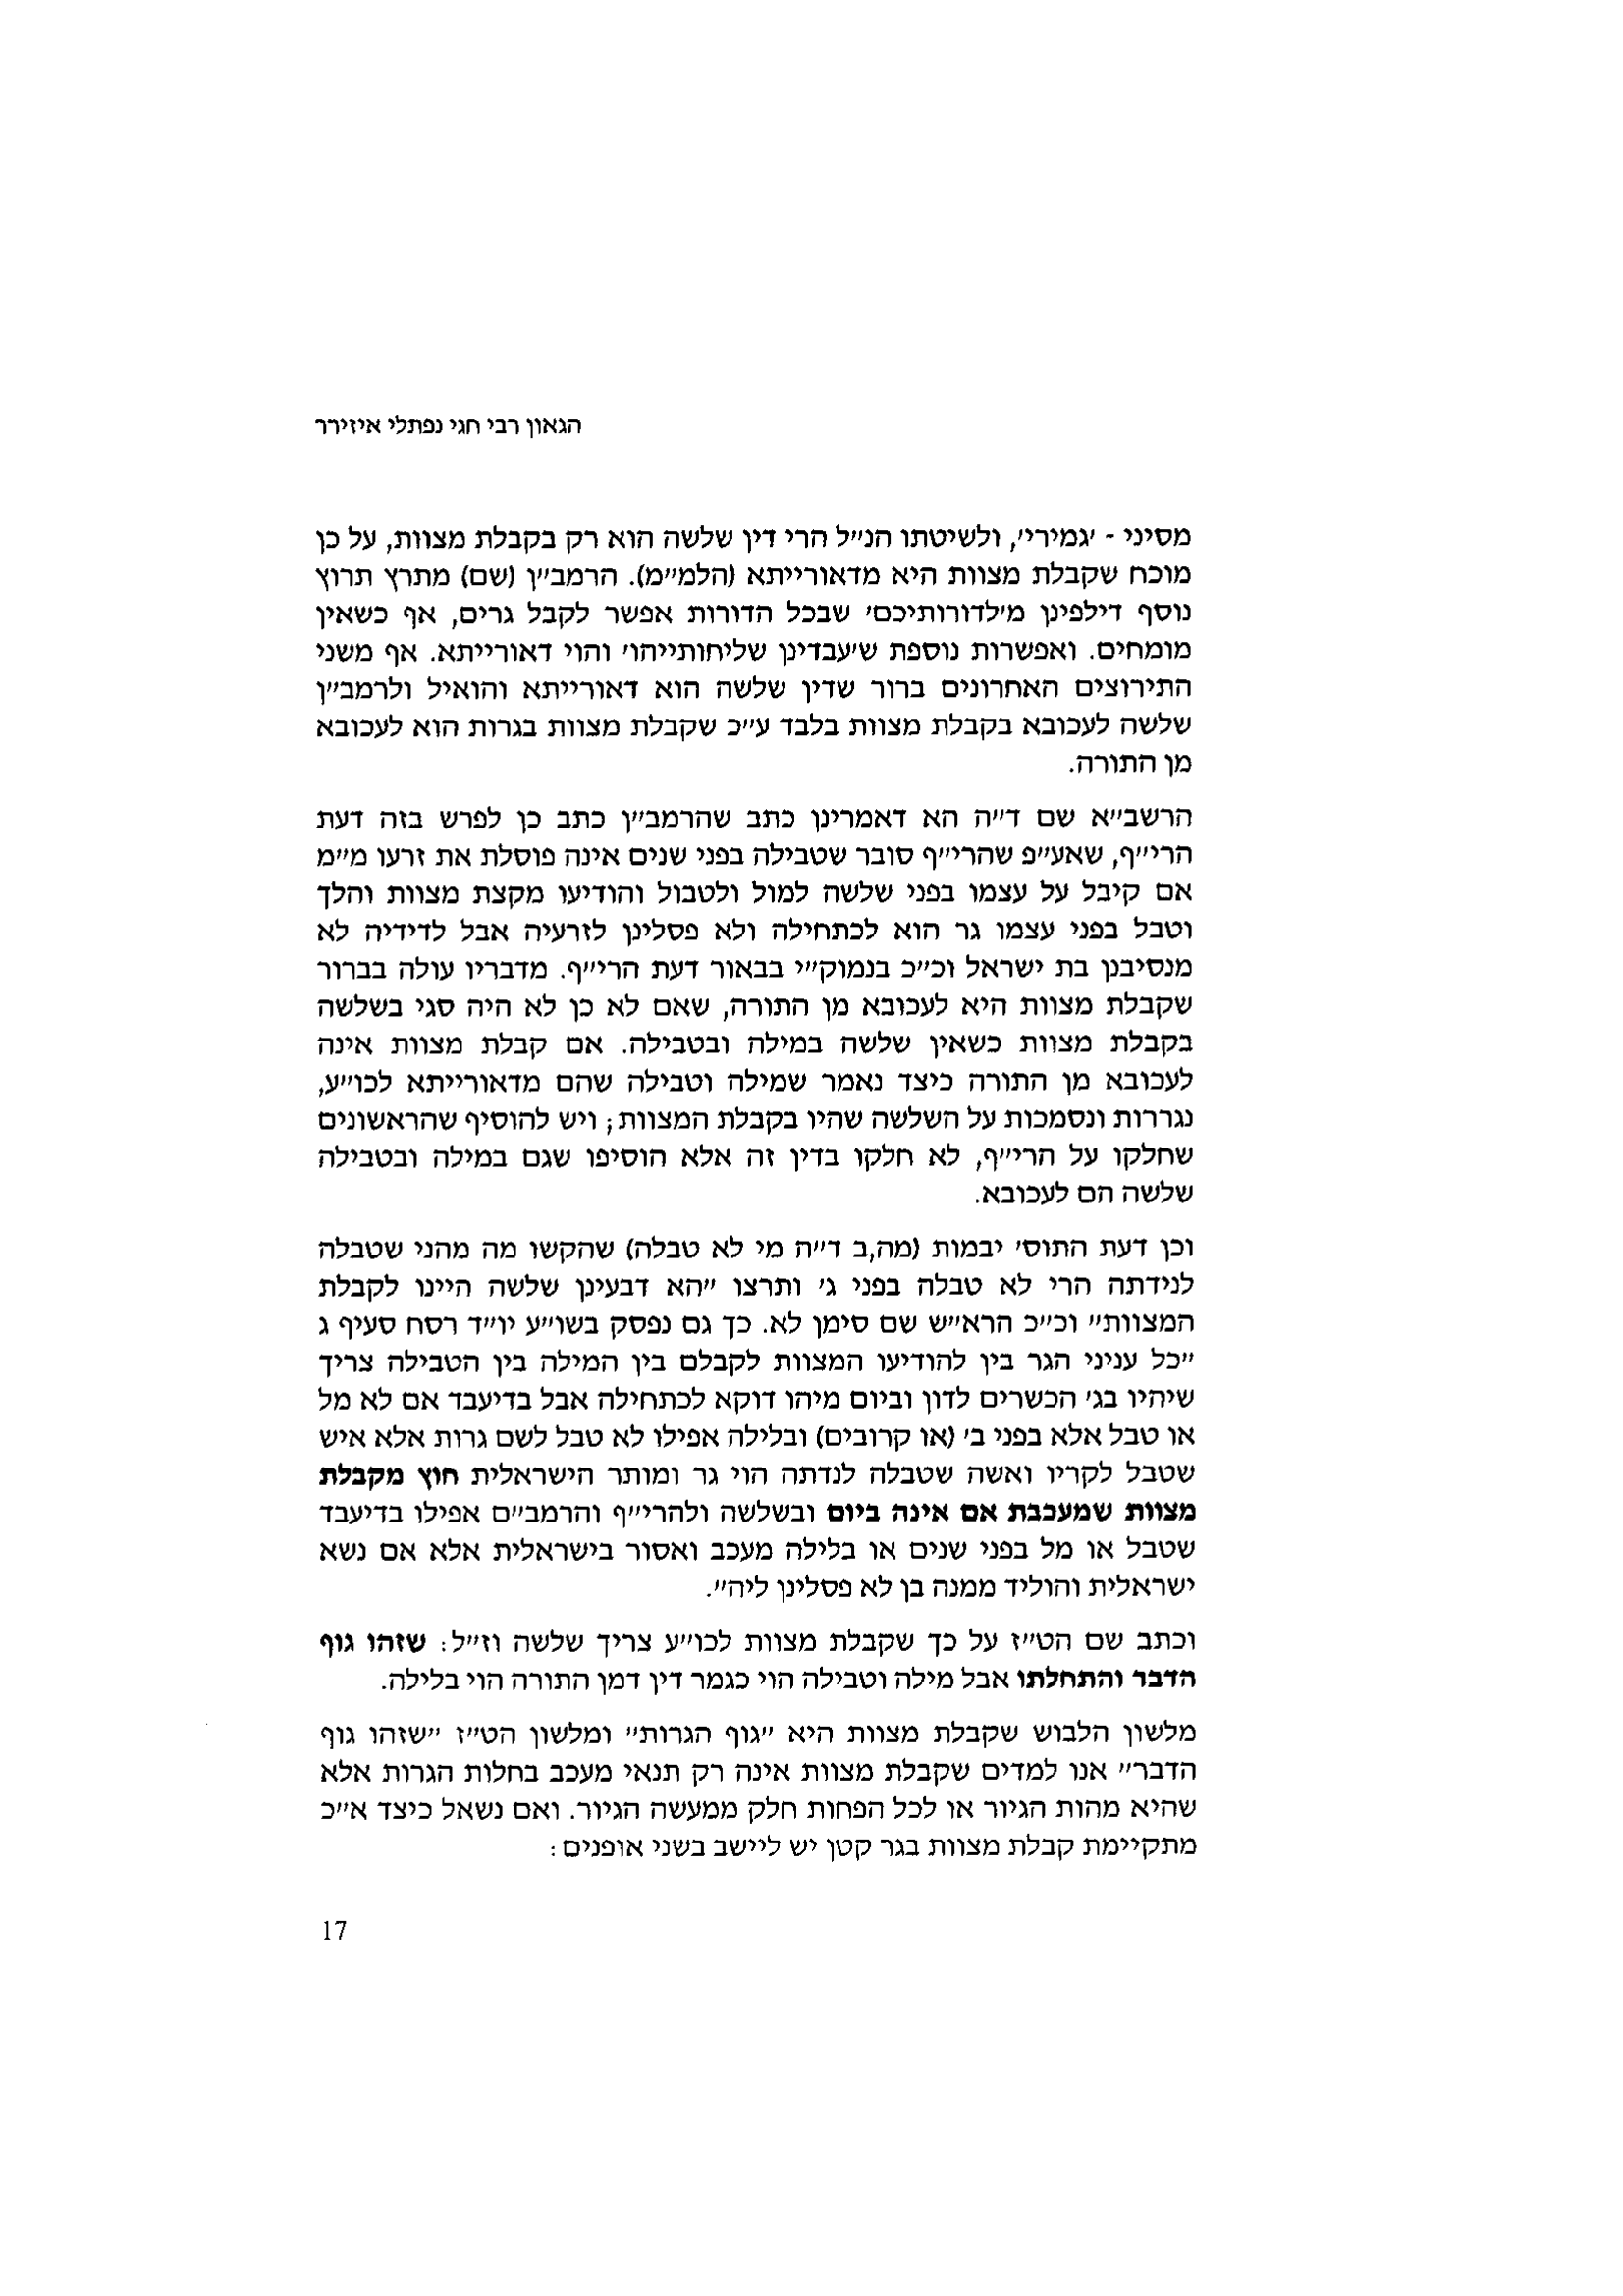 הגאון רבי חגי נפתלי איזירר
מסיני - 'גמירי', ולשיטתו הנ"ל הרי דין שלשה הוא רק בקבלת מצוות, על כן
מוכח שקבלת מצוות היא מדאורייתא (הלמ"מ). הרמב"ן (שם) מתרץ תרוץ
נוסף דילפינן מ'לדורותיכם' שבכל הדורות אפשר לקבל גרים, אף כשאין
מומחים. ואפשרות נוספת ש'עבדינן שליחותייהו' והוי דאורייתא. אף משני
התירוצים האחרונים ברור שדין שלשה הוא דאורייתא והואיל ולרמב"ן
שלשה לעכובא בקבלת מצוות בלבד ע"כ שקבלת מצוות בגרות הוא לעכובא
מן התורה.
הרשב"א שם ד"ה הא דאמרינן כתב שהרמב"ן כתב כן לפרש בזה דעת
הרי"ף, שאע"פ שהרי"ף סובר שטבילה בפני שנים אינה פוסלת את זרעו מ"מ
אם קיבל על עצמו בפני שלשה למול ולטבול והודיעו מקצת מצוות והלך
וטבל בפני עצמו גר הוא לכתחילה ולא פסלינן לזרעיה אבל לדידיה לא
מנסיבנן בת ישראל וכ"כ בנמוק"י בבאור דעת הרי"ף. מדבריו עולה בברור
שקבלת מצוות היא לעכובא מן התורה, שאם לא כן לא היה סגי בשלשה
בקבלת מצוות כשאין שלשה במילה ובטבילה. אם קבלת מצוות אינה
לעכובא מן התורה כיצד נאמר שמילה וטבילה שהם מדאורייתא לכו"ע,
נגררות ונסמכות על השלשה שהיו בקבלת המצוות; ויש להוסיף שהראשונים
שחלקו על הרי"ף, לא חלקו בדין זה אלא הוסיפו שגם במילה ובטבילה
שלשה הם לעכובא.
וכן דעת התוס' יבמות (מה,ב ד"ה מי לא טבלה) שהקשו מה מהני שטבלה
לנידתה הרי לא טבלה בפני ג' ותרצו "הא דבעינן שלשה היינו לקבלת
המצוות" וכ"כ הרא"ש שם סימן לא. כך גם נפסק בשו"ע יו"ד רסח סעיף ג
"כל עניני הגר בין להודיעו המצוות לקבלם בין המילה בין הטבילה צריך
שיהיו בג' הכשרים לדון וביום מיהו דוקא לכתחילה אבל בדיעבד אם לא מל
או טבל אלא בפני ב' (או קרובים) ובלילה אפילו לא טבל לשם גרות אלא איש
שטבל לקריו ואשה שטבלה לנדתה הוי גר ומותר הישראלית חוץ מקבלת
מצוות שמעכבת אם אינה ביום ובשלשה ולהרי"ף והרמב"ם אפילו בדיעבד
שטבל או מל בפני שנים או בלילה מעכב ואסור בישראלית אלא אם נשא
ישראלית והוליד ממנה בן לא פסלינן ליה".
וכתב שם הט"ז על כך שקבלת מצוות לכו"ע צריך שלשה וז"ל: שזהו גוף
הדבר והתחלתו אבל מילה וטבילה הוי כגמר דין דמן התורה הוי בלילה.
מלשון הלבוש שקבלת מצוות היא "גוף הגרות" ומלשון הט"ז "שזהו גוף
הדבר" אנו למדים שקבלת מצוות אינה רק תנאי מעכב בחלות הגרות אלא
שהיא מהות הגיור או לכל הפחות חלק ממעשה הגיור. ואם נשאל כיצד א"כ
מתקיימת קבלת מצוות בגר קטן יש ליישב בשני אופנים:
17